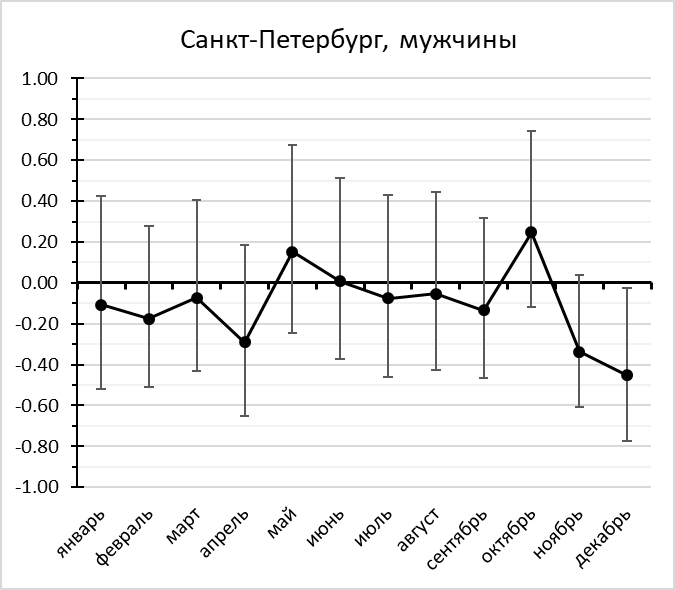 Санкт-Петербург, мужчины
1.00
0.80
0.60
0.40
0.20
0.00
-0.20
-0.40
-0.60
-0.80
-1.00
январь
февраль
март
апрель
май
июнь
июль
август
сентябрь
октябрь
ноябрь
декабрь